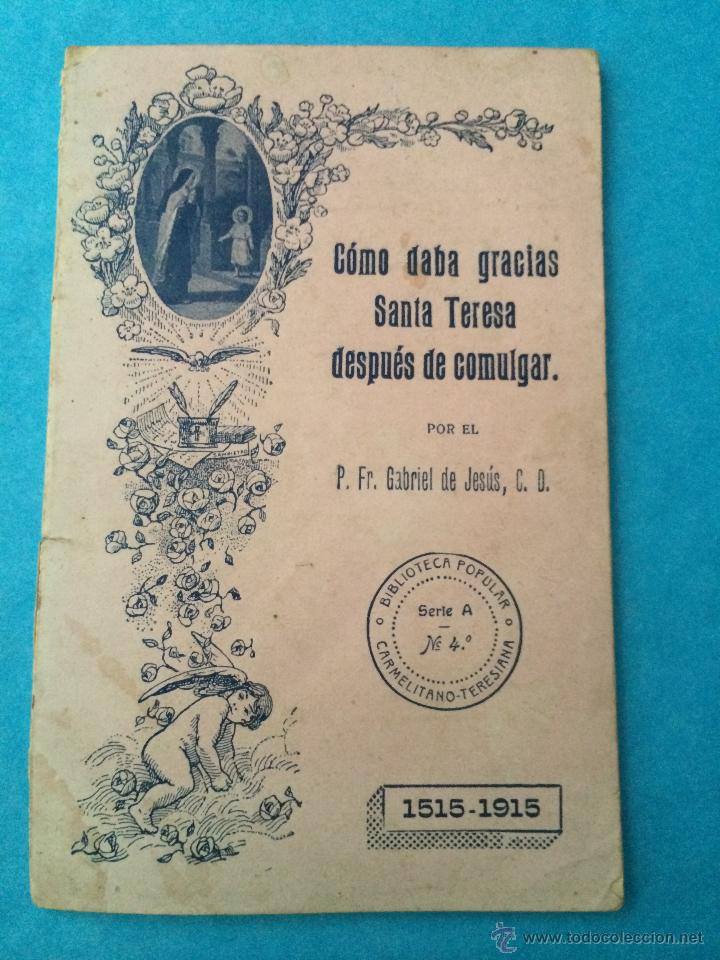 Cómo daba gracias
Santa Teresa
después de comulgar.
POR EL
P. Fr. Gabriel de Jesús, C. D.
BIBLIOTECA POPULAR
Serie A
Nº 4.º
CARMELITANO-TERESIANA
1515-1915
© www.todocoleccion.net